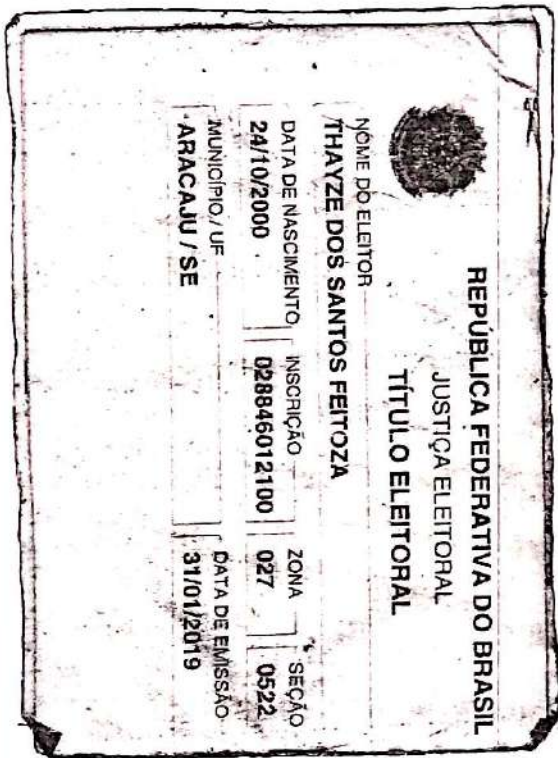 REPÚBLICA FEDERATIVA DO BRASIL
JUSTIÇA ELEITORAL
TÍTULO ELEITORAL
NOME DO ELEITOR
THAYZE DOS SANTOS FEITOZA
DATA DE NASCIMENTO INSCRIÇÃO ZONA SEÇÃO
24/10/2000 028846012100 027 0522
MUNICÍPIO / UF DATA DE EMISSÃO
ARACAJU / SE 31/01/2019